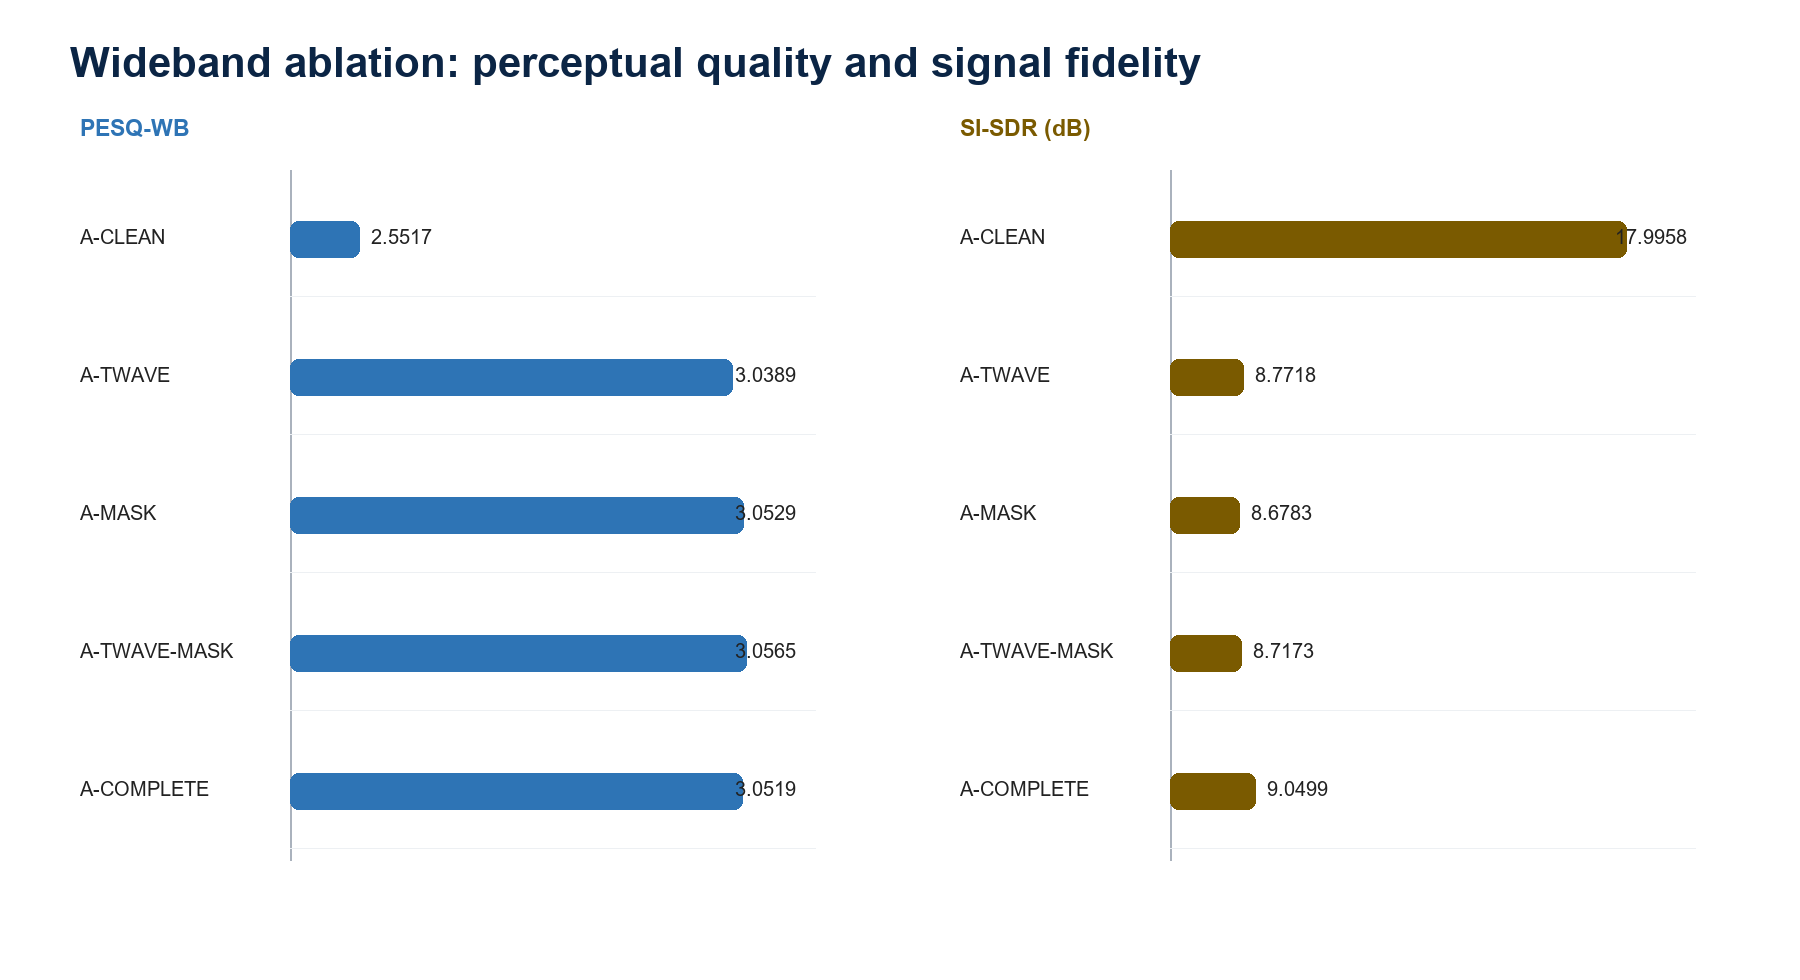 Wideband ablation: perceptual quality and signal fidelity
PESQ-WB
A-CLEAN 2.5517
A-TWAVE 3.0389
A-MASK 3.0529
A-TWAVE-MASK 3.0565
A-COMPLETE 3.0519
SI-SDR (dB)
A-CLEAN 17.9958
A-TWAVE 8.7718
A-MASK 8.6783
A-TWAVE-MASK 8.7173
A-COMPLETE 9.0499